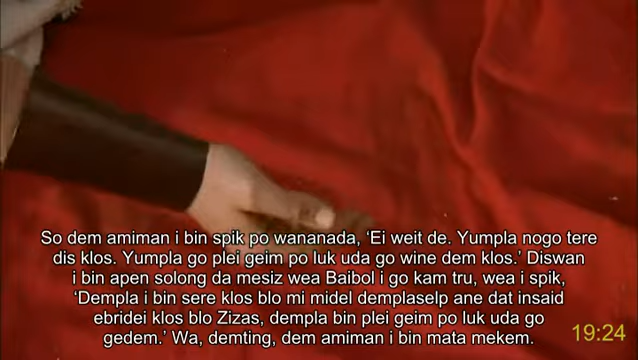 So dem amiman i bin spik po wananada, ‘Ei weit de. Yumpla nogo tere
dis klos. Yumpla go plei geim po luk uda go wine dem klos.’ Diswan
i bin apen solong da mesiz wea Baibol i go kam tru, wea i spik,
‘Dempla i bin sere klos blo mi midel demplaselp ane dat insaid
ebridei klos blo Zizas, dempla bin plei geim po luk uda go
gedem.’ Wa, demting, dem amiman i bin mata mekem.
19:24